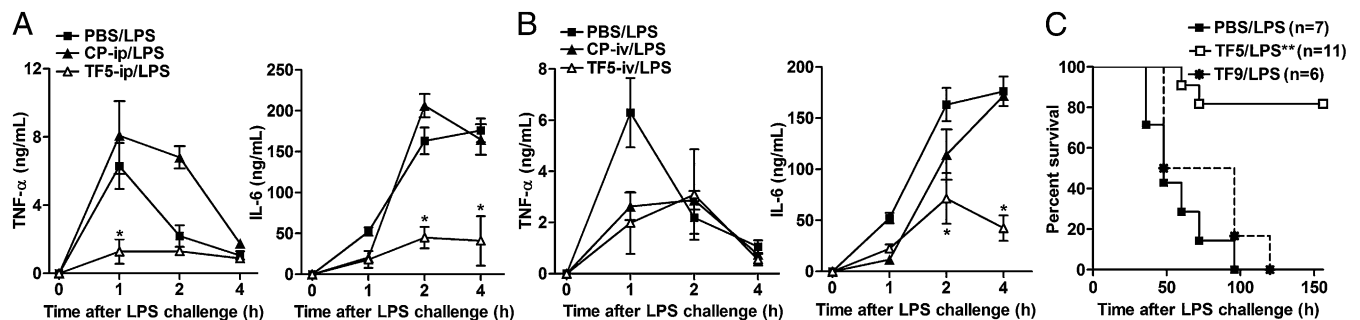 A
PBS/LPS
CP-ip/LPS
TF5-ip/LPS
TNF-α (ng/mL)
12
8
4
0
*
0 1 2 4
Time after LPS challenge (h)
IL-6 (ng/mL)
250
200
150
100
50
0
* *
0 1 2 4
Time after LPS challenge (h)
B
PBS/LPS
CP-iv/LPS
TF5-iv/LPS
TNF-α (ng/mL)
8
6
4
2
0
0 1 2 4
Time after LPS challenge (h)
IL-6 (ng/mL)
200
150
100
50
0
* *
0 1 2 4
Time after LPS challenge (h)
C
PBS/LPS (n=7)
TF5/LPS** (n=11)
TF9/LPS (n=6)
Percent survival
100
80
60
40
20
0
0 50 100 150
Time after LPS challenge (h)